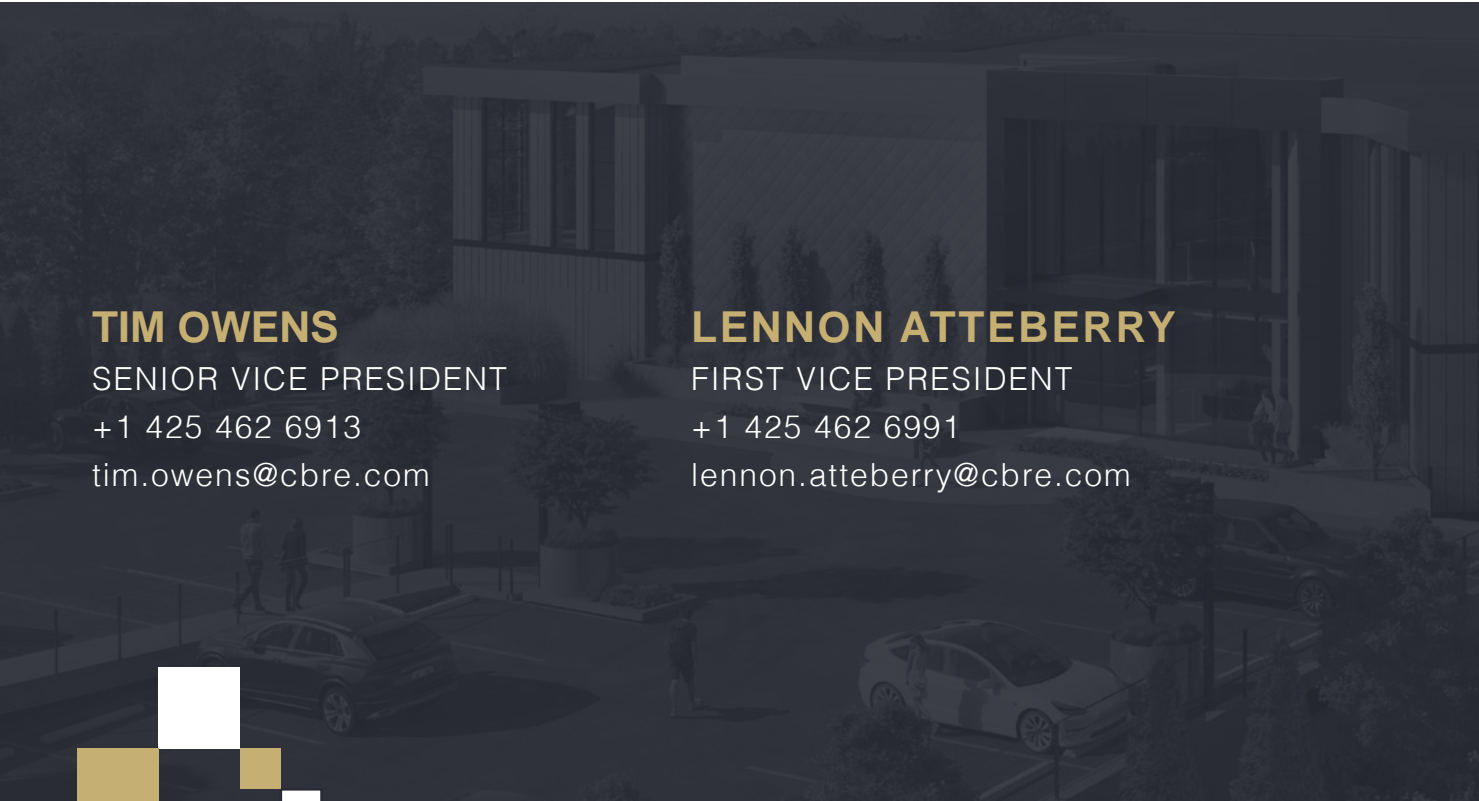 TIM OWENS
SENIOR VICE PRESIDENT
+1 425 462 6913
tim.owens@cbre.com
LENNON ATTEBERRY
FIRST VICE PRESIDENT
+1 425 462 6991
lennon.atteberry@cbre.com